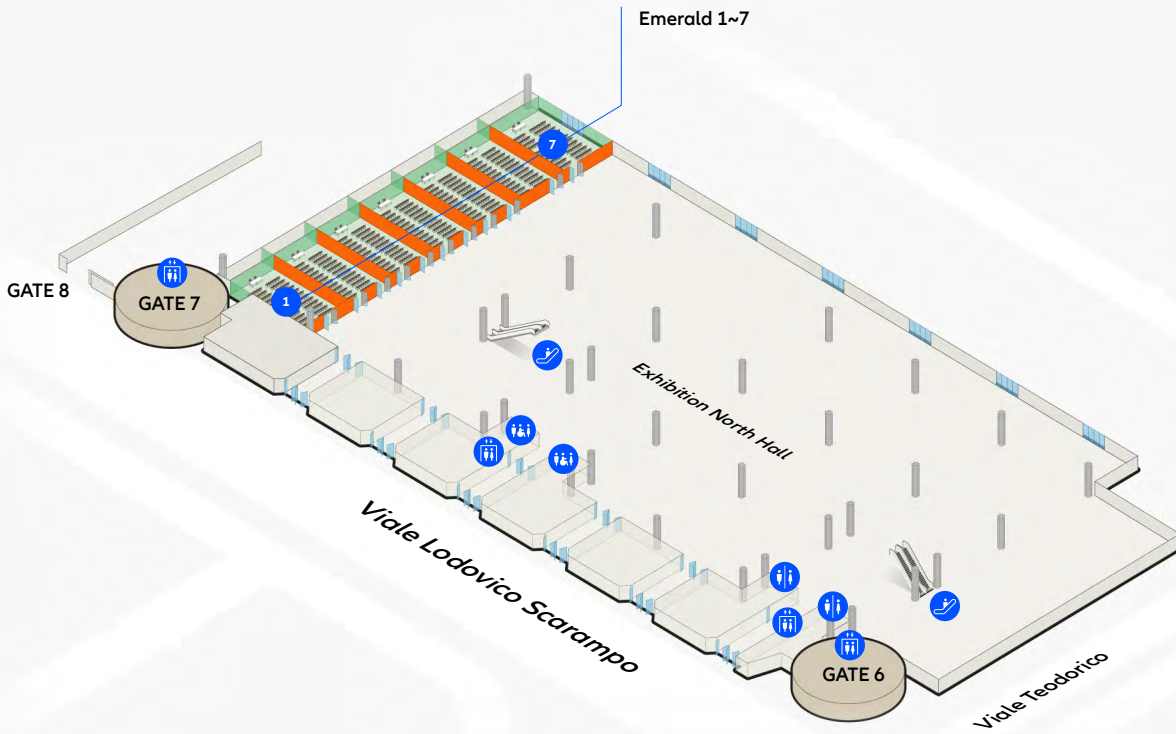 Emerald 1~7
7
GATE 8
GATE 7
1
Exhibition North Hall
Viale Lodovico Scarampo
GATE 6
Viale Teodorico